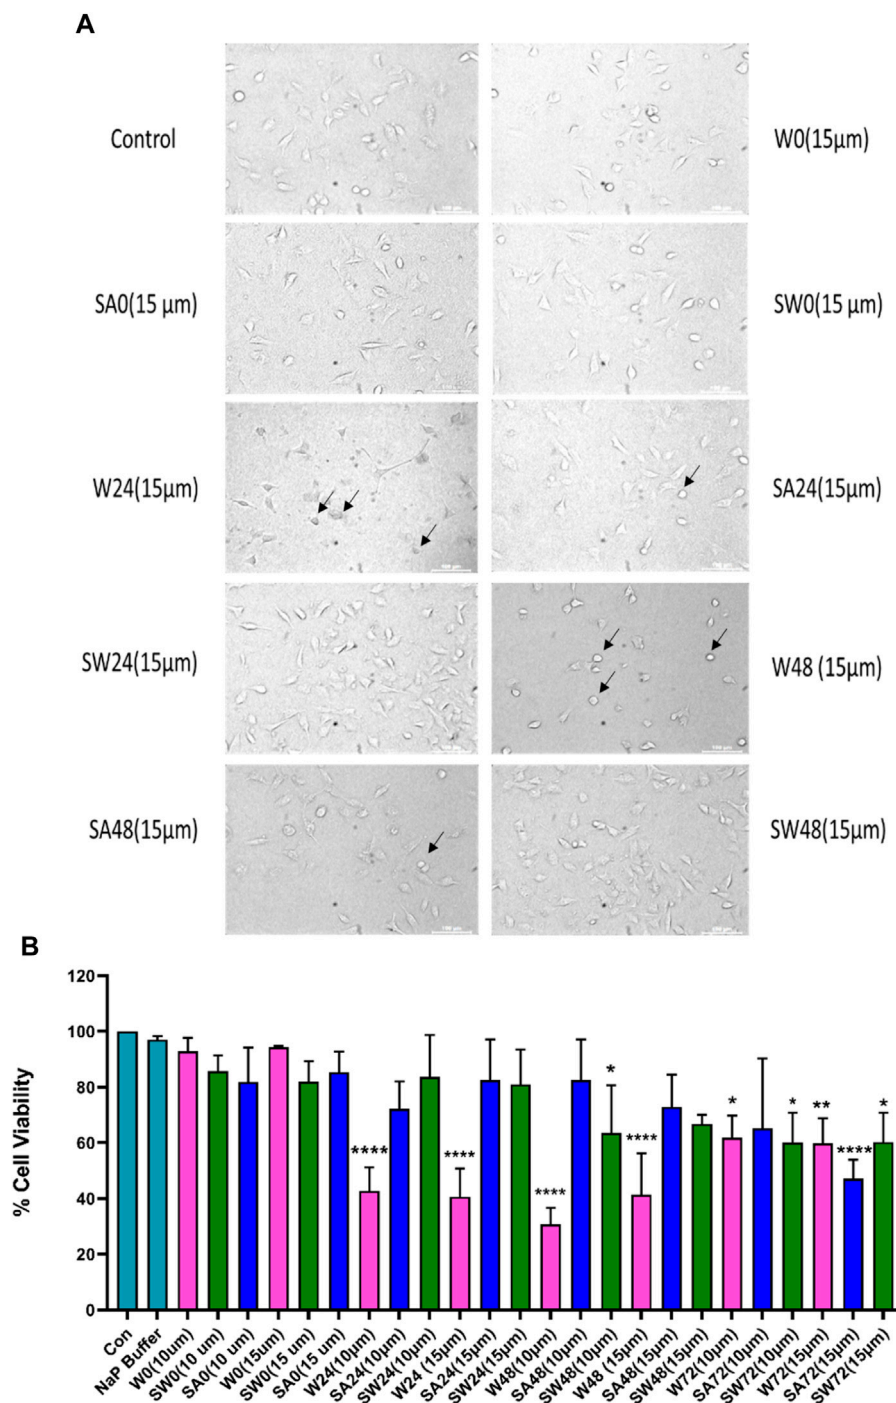 A
Control
W0(15μm)
SA0(15 μm)
SW0(15 μm)
W24(15μm)
SA24(15μm)
SW24(15μm)
W48 (15μm)
SA48(15μm)
SW48(15μm)
B
% Cell Viability
120
100
80
60
40
20
0
**** **** **** * **** * * ** **** *
Con
NaP Buffer
W0(10um)
SW0(10 um)
SA0(10 um)
W0(15um)
SW0(15 um)
SA0(15 um)
W24(10μm)
SA24(10μm)
SW24(10μm)
W24 (15μm)
SA24(15μm)
SW24(15μm)
W48(10μm)
SA48(10μm)
SW48(10μm)
W48 (15μm)
SA48(15μm)
SW48(15μm)
W72(10μm)
SA72(10μm)
SW72(10μm)
W72(15μm)
SA72(15μm)
SW72(15μm)